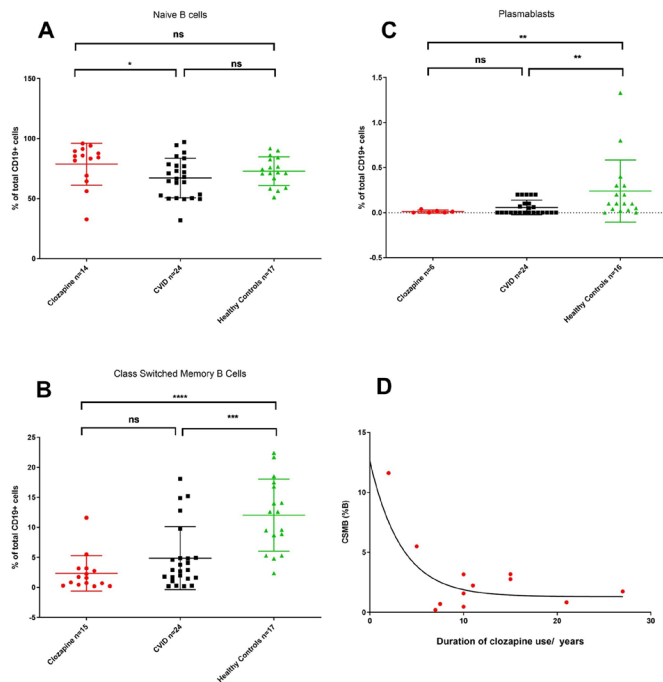 A
Naive B cells
ns
*
ns
% of total CD19+ cells
150
100
50
0
Clozapine n=14
CVID n=24
Healthy Controls n=17
C
Plasmablasts
**
ns
**
% of total CD19+ cells
1.5
1.0
0.5
0.0
-0.5
Clozapine n=6
CVID n=24
Healthy Controls n=16
B
Class Switched Memory B Cells
****
ns
***
% of total CD19+ cells
25
20
15
10
5
0
-5
Clozapine n=15
CVID n=24
Healthy Controls n=17
D
CSMB (%B)
15
10
5
0
0
10
20
30
Duration of clozapine use/ years